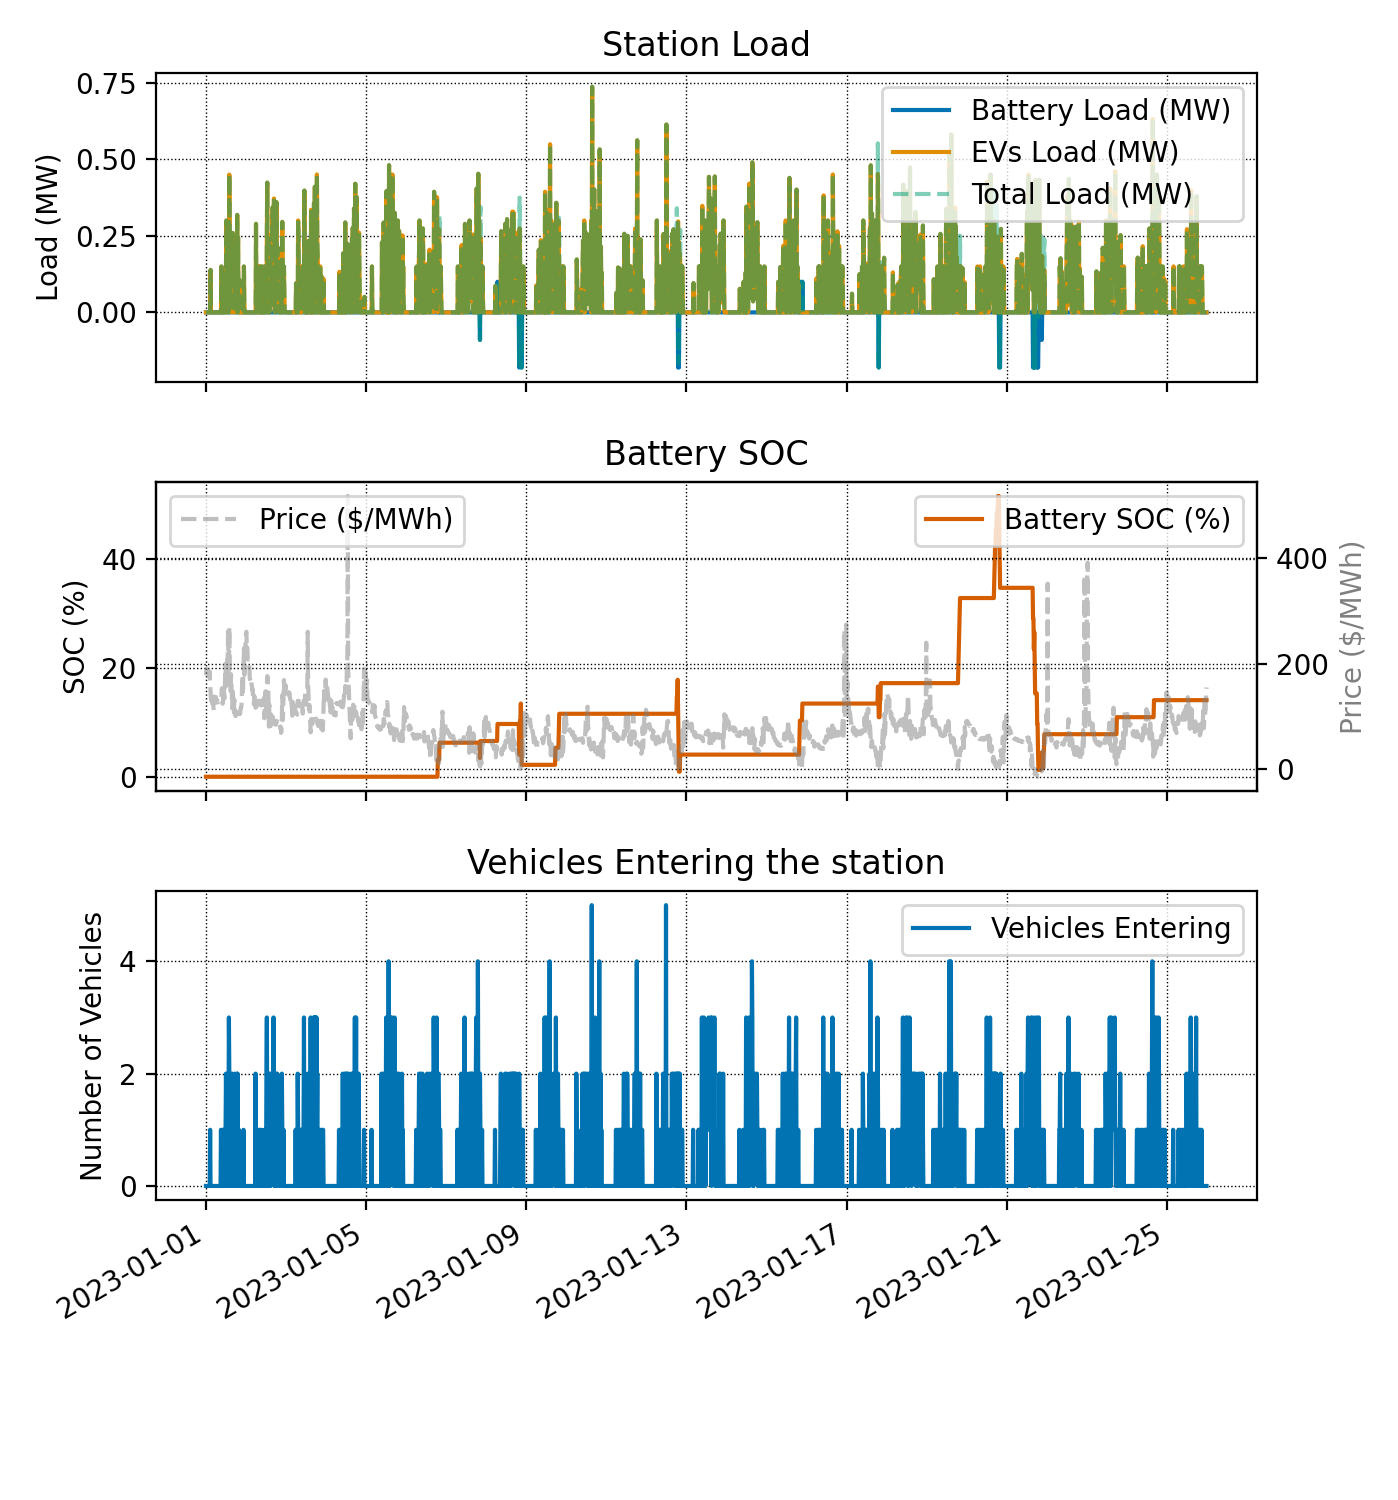 Station Load
Load (MW)
0.75
0.50
0.25
0.00
Battery Load (MW)
EVs Load (MW)
Total Load (MW)
Battery SOC
SOC (%)
40
20
0
Price ($/MWh)
Battery SOC (%)
400
200
0
Price ($/MWh)
Vehicles Entering the station
Number of Vehicles
4
2
0
Vehicles Entering
2023-01-01
2023-01-05
2023-01-09
2023-01-13
2023-01-17
2023-01-21
2023-01-25